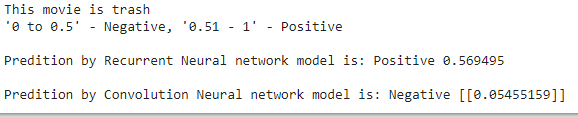 This movie is trash
'0 to 0.5' - Negative, '0.51 - 1' - Positive
Predition by Recurrent Neural network model is: Positive 0.569495
Predition by Convolution Neural network model is: Negative [[0.05455159]]